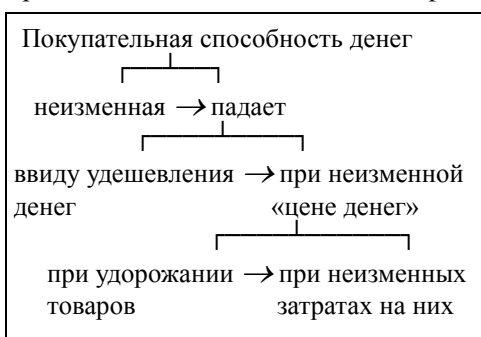 Покупательная способность денег
неизменная → падает
ввиду удешевления → при неизменной
денег «цене денег»
при удорожании → при неизменных
товаров затратах на них